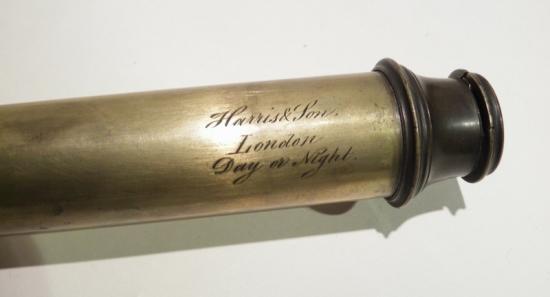 Harris & Son.
London
Day or Night.